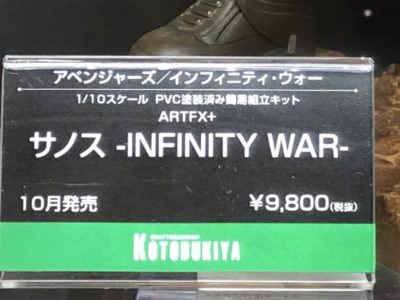 アベンジャーズ/インフィニティ・ウォー
1/10スケール PVC塗装済み簡易組立キット
ARTFX+
サノス -INFINITY WAR-
10月発売 ¥9,800(税抜)
KOTOBUKIYA